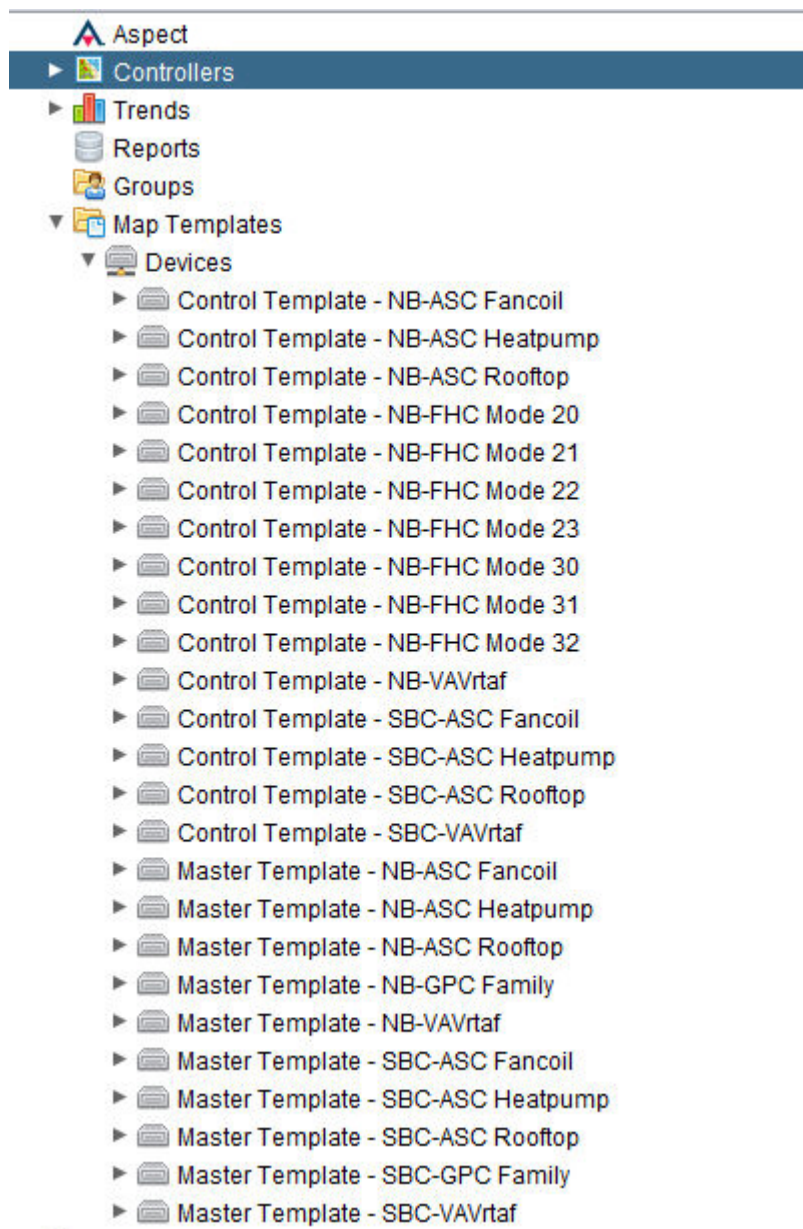 Aspect
Controllers
Trends
Reports
Groups
Map Templates
Devices
Control Template - NB-ASC Fancoil
Control Template - NB-ASC Heatpump
Control Template - NB-ASC Rooftop
Control Template - NB-FHC Mode 20
Control Template - NB-FHC Mode 21
Control Template - NB-FHC Mode 22
Control Template - NB-FHC Mode 23
Control Template - NB-FHC Mode 30
Control Template - NB-FHC Mode 31
Control Template - NB-FHC Mode 32
Control Template - NB-VAVrtaf
Control Template - SBC-ASC Fancoil
Control Template - SBC-ASC Heatpump
Control Template - SBC-ASC Rooftop
Control Template - SBC-VAVrtaf
Master Template - NB-ASC Fancoil
Master Template - NB-ASC Heatpump
Master Template - NB-ASC Rooftop
Master Template - NB-GPC Family
Master Template - NB-VAVrtaf
Master Template - SBC-ASC Fancoil
Master Template - SBC-ASC Heatpump
Master Template - SBC-ASC Rooftop
Master Template - SBC-GPC Family
Master Template - SBC-VAVrtaf